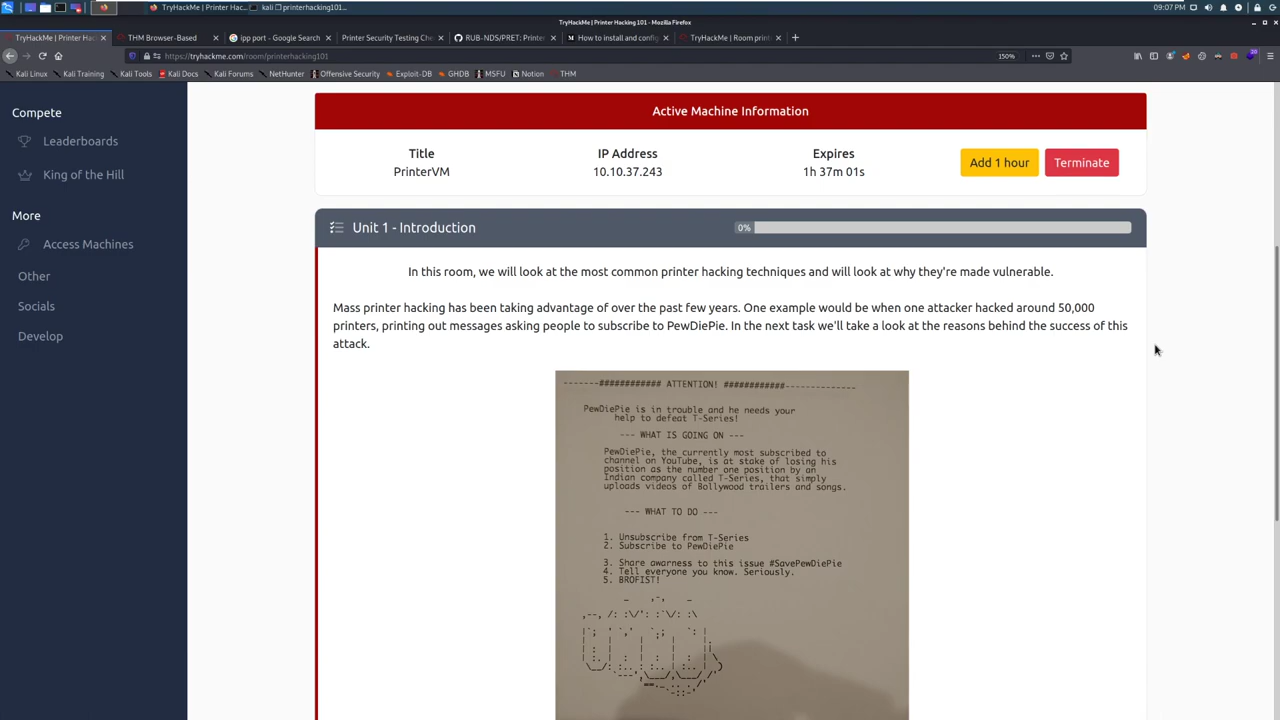 09:07 PM
TryHackMe | Printer Hac
kali
printerhacking101...
TryHackMe | Printer Hacking 101 - Mozilla Firefox
TryHackMe | Printer Hackin
THM Browser-Based
ipp port - Google Search
Printer Security Testing Che
RUB-NDS/PRET: Printer
How to install and config
TryHackMe | Room print
https://tryhackme.com/room/printerhacking101
150%
20
Kali Linux
Kali Training
Kali Tools
Kali Docs
Kali Forums
NetHunter
Offensive Security
Exploit-DB
GHDB
MSFU
Notion
THM
Compete
Leaderboards
King of the Hill
More
Access Machines
Other
Socials
Develop
Active Machine Information
Title
PrinterVM
IP Address
10.10.37.243
Expires
1h 37m 01s
Add 1 hour
Terminate
Unit 1 - Introduction
0%
In this room, we will look at the most common printer hacking techniques and will look at why they're made vulnerable.
Mass printer hacking has been taking advantage of over the past few years. One example would be when one attacker hacked around 50,000
printers, printing out messages asking people to subscribe to PewDiePie. In the next task we'll take a look at the reasons behind the success of this
attack.
-------############ ATTENTION! ############--------------
PewDiePie is in trouble and he needs your
help to defeat T-Series!
--- WHAT IS GOING ON ---
PewDiePie, the currently most subscribed to
channel on YouTube, is at stake of losing his
position as the number one position by an
Indian company called T-Series, that simply
uploads videos of Bollywood trailers and songs.
--- WHAT TO DO ---
1. Unsubscribe from T-Series
2. Subscribe to PewDiePie
3. Share awarness to this issue #SavePewDiePie
4. Tell everyone you know. Seriously.
5. BROFIST!